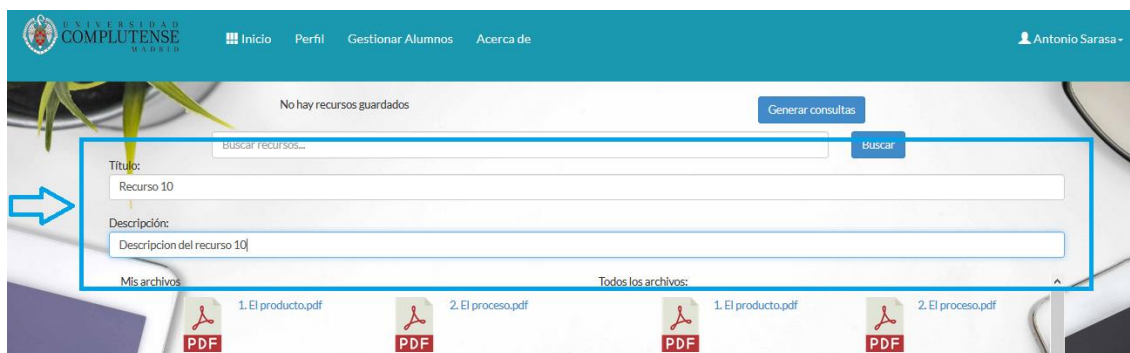 UNIVERSIDAD
COMPLUTENSE
MADRID
Inicio Perfil Gestionar Alumnos Acerca de
Antonio Sarasa
No hay recursos guardados
Generar consultas
Buscar recursos...
Buscar
Título:
Recurso 10
Descripción:
Descripcion del recurso 10
Mis archivos
Todos los archivos:
1. El producto.pdf
2. El proceso.pdf
1. El producto.pdf
2. El proceso.pdf
PDF
PDF
PDF
PDF